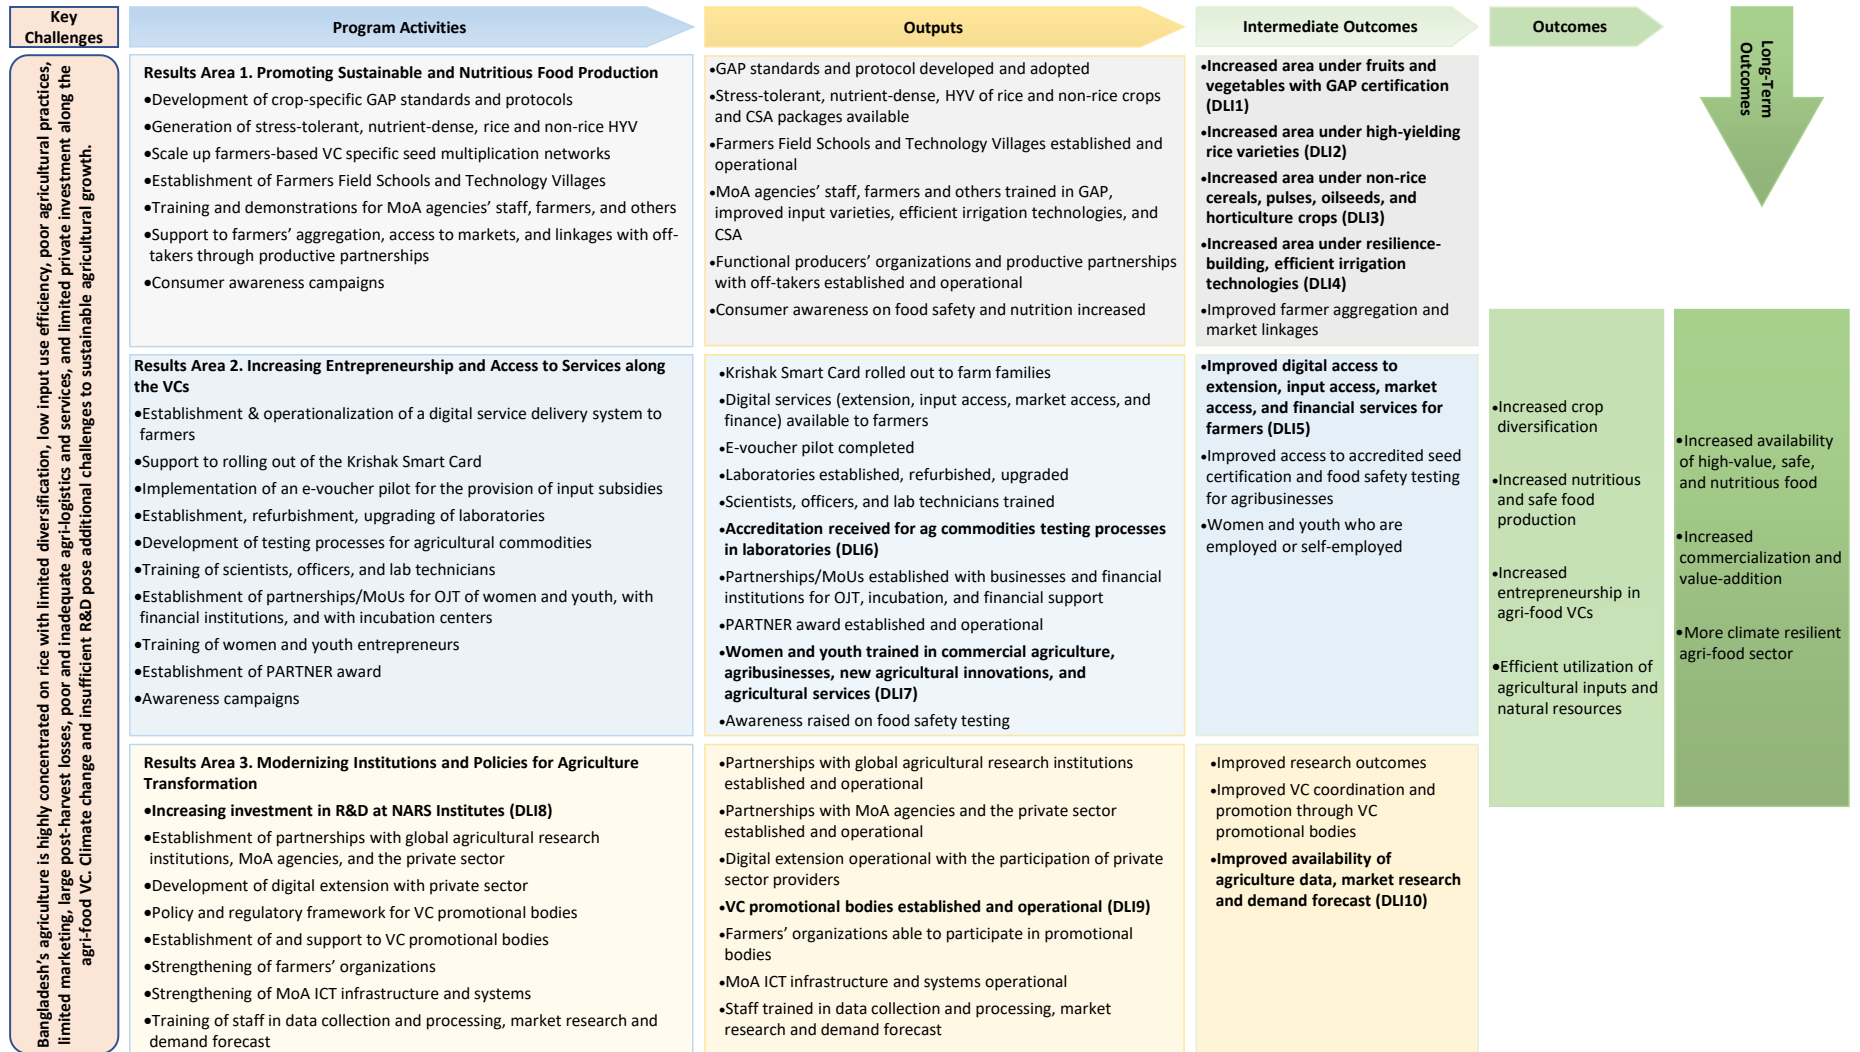 Key
Challenges
Program Activities
Outputs
Intermediate Outcomes
Outcomes
Long-Term
Outcomes
Bangladesh's agriculture is highly concentrated on rice with limited diversification, low input use efficiency, poor agricultural practices,
limited marketing, large post-harvest losses, poor and inadequate agri-logistics and services, and limited private investment along the
agri-food VC. Climate change and insufficient R&D pose additional challenges to sustainable agricultural growth.
Results Area 1. Promoting Sustainable and Nutritious Food Production
•Development of crop-specific GAP standards and protocols
•Generation of stress-tolerant, nutrient-dense, rice and non-rice HYV
•Scale up farmers-based VC specific seed multiplication networks
•Establishment of Farmers Field Schools and Technology Villages
•Training and demonstrations for MoA agencies' staff, farmers, and others
•Support to farmers' aggregation, access to markets, and linkages with off-
takers through productive partnerships
•Consumer awareness campaigns
•GAP standards and protocol developed and adopted
•Stress-tolerant, nutrient-dense, HYV of rice and non-rice crops
and CSA packages available
•Farmers Field Schools and Technology Villages established and
operational
•MoA agencies' staff, farmers and others trained in GAP,
improved input varieties, efficient irrigation technologies, and
CSA
•Functional producers' organizations and productive partnerships
with off-takers established and operational
•Consumer awareness on food safety and nutrition increased
•Increased area under fruits and
vegetables with GAP certification
(DLI1)
•Increased area under high-yielding
rice varieties (DLI2)
•Increased area under non-rice
cereals, pulses, oilseeds, and
horticulture crops (DLI3)
•Increased area under resilience-
building, efficient irrigation
technologies (DLI4)
•Improved farmer aggregation and
market linkages
Results Area 2. Increasing Entrepreneurship and Access to Services along
the VCs
•Establishment & operationalization of a digital service delivery system to
farmers
•Support to rolling out of the Krishak Smart Card
•Implementation of an e-voucher pilot for the provision of input subsidies
•Establishment, refurbishment, upgrading of laboratories
•Development of testing processes for agricultural commodities
•Training of scientists, officers, and lab technicians
•Establishment of partnerships/MoUs for OJT of women and youth, with
financial institutions, and with incubation centers
•Training of women and youth entrepreneurs
•Establishment of PARTNER award
•Awareness campaigns
•Krishak Smart Card rolled out to farm families
•Digital services (extension, input access, market access, and
finance) available to farmers
•E-voucher pilot completed
•Laboratories established, refurbished, upgraded
•Scientists, officers, and lab technicians trained
•Accreditation received for ag commodities testing processes
in laboratories (DLI6)
•Partnerships/MoUs established with businesses and financial
institutions for OJT, incubation, and financial support
•PARTNER award established and operational
•Women and youth trained in commercial agriculture,
agribusinesses, new agricultural innovations, and
agricultural services (DLI7)
•Awareness raised on food safety testing
•Improved digital access to
extension, input access, market
access, and financial services for
farmers (DLI5)
•Improved access to accredited seed
certification and food safety testing
for agribusinesses
•Women and youth who are
employed or self-employed
Results Area 3. Modernizing Institutions and Policies for Agriculture
Transformation
•Increasing investment in R&D at NARS Institutes (DLI8)
•Establishment of partnerships with global agricultural research
institutions, MoA agencies, and the private sector
•Development of digital extension with private sector
•Policy and regulatory framework for VC promotional bodies
•Establishment of and support to VC promotional bodies
•Strengthening of farmers' organizations
•Strengthening of MoA ICT infrastructure and systems
•Training of staff in data collection and processing, market research and
demand forecast
•Partnerships with global agricultural research institutions
established and operational
•Partnerships with MoA agencies and the private sector
established and operational
•Digital extension operational with the participation of private
sector providers
•VC promotional bodies established and operational (DLI9)
•Farmers' organizations able to participate in promotional
bodies
•MoA ICT infrastructure and systems operational
•Staff trained in data collection and processing, market
research and demand forecast
•Improved research outcomes
•Improved VC coordination and
promotion through VC
promotional bodies
•Improved availability of
agriculture data, market research
and demand forecast (DLI10)
•Increased crop
diversification
•Increased nutritious
and safe food
production
•Increased
entrepreneurship in
agri-food VCs
•Efficient utilization of
agricultural inputs and
natural resources
•Increased availability
of high-value, safe,
and nutritious food
•Increased
commercialization and
value-addition
•More climate resilient
agri-food sector